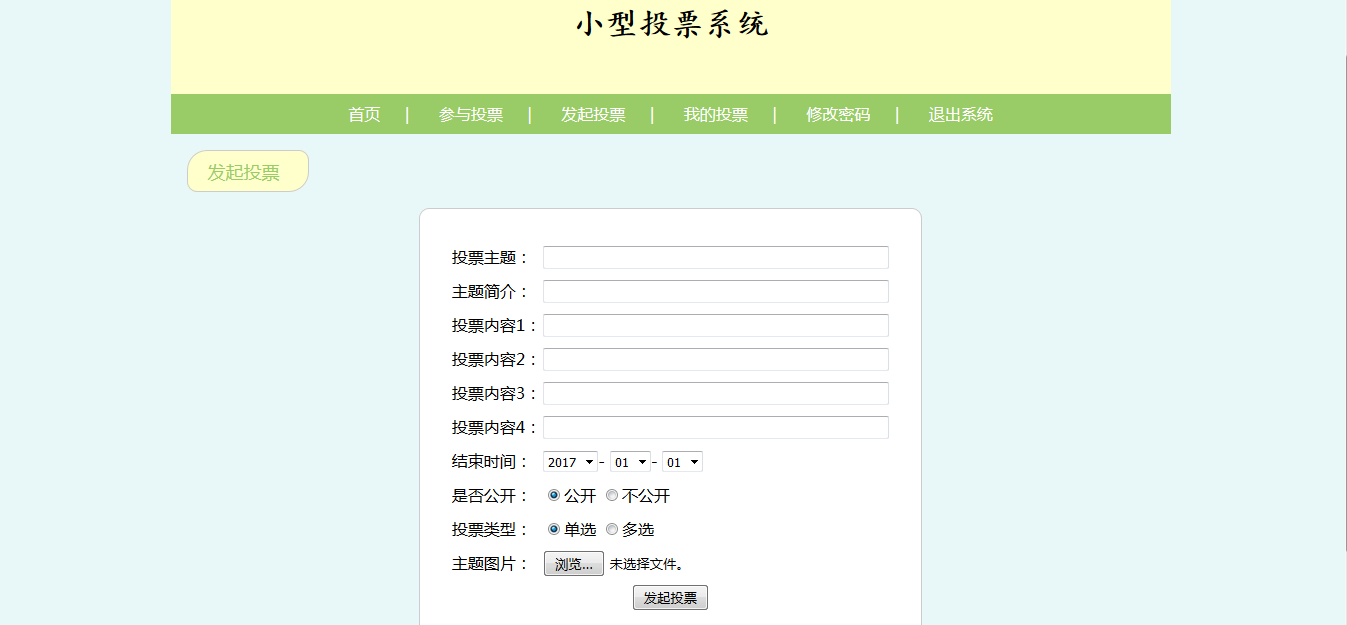 小型投票系统
首页 | 参与投票 | 发起投票 | 我的投票 | 修改密码 | 退出系统
发起投票
投票主题：
主题简介：
投票内容1：
投票内容2：
投票内容3：
投票内容4：
结束时间： 2017 - 01 - 01
是否公开： 公开 不公开
投票类型： 单选 多选
主题图片： 浏览... 未选择文件。
发起投票